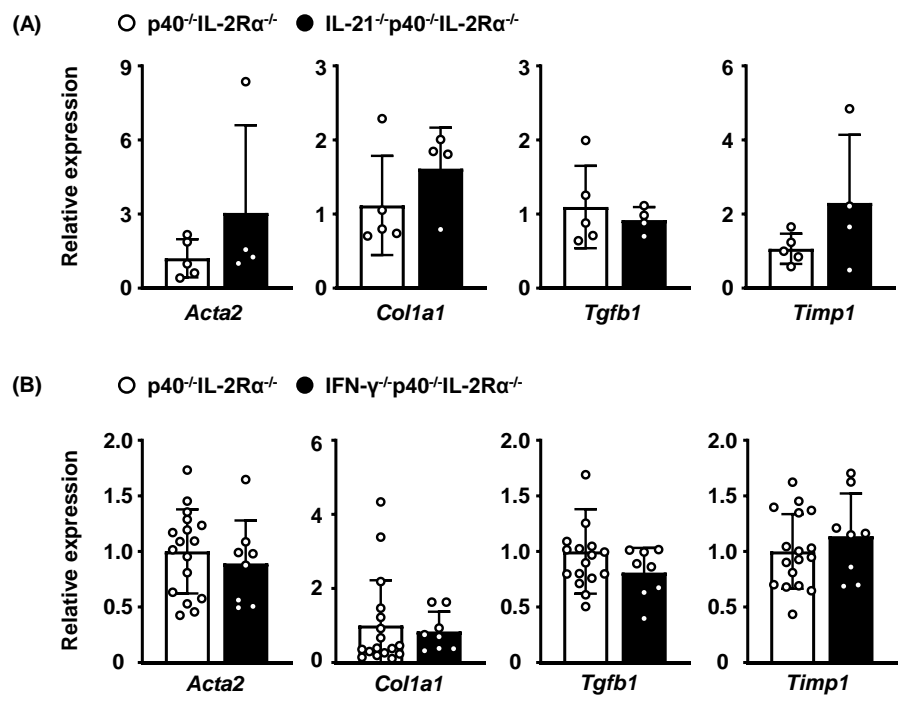 (A) p40-/-IL-2Rα-/- IL-21-/-p40-/-IL-2Rα-/-
Relative expression
9
6
3
0
Acta2
3
2
1
0
Col1a1
3
2
1
0
Tgfb1
6
4
2
0
Timp1
(B) p40-/-IL-2Rα-/- IFN-γ-/-p40-/-IL-2Rα-/-
Relative expression
2.0
1.5
1.0
0.5
0
Acta2
6
4
2
0
Col1a1
2.0
1.5
1.0
0.5
0
Tgfb1
2.0
1.5
1.0
0.5
0
Timp1